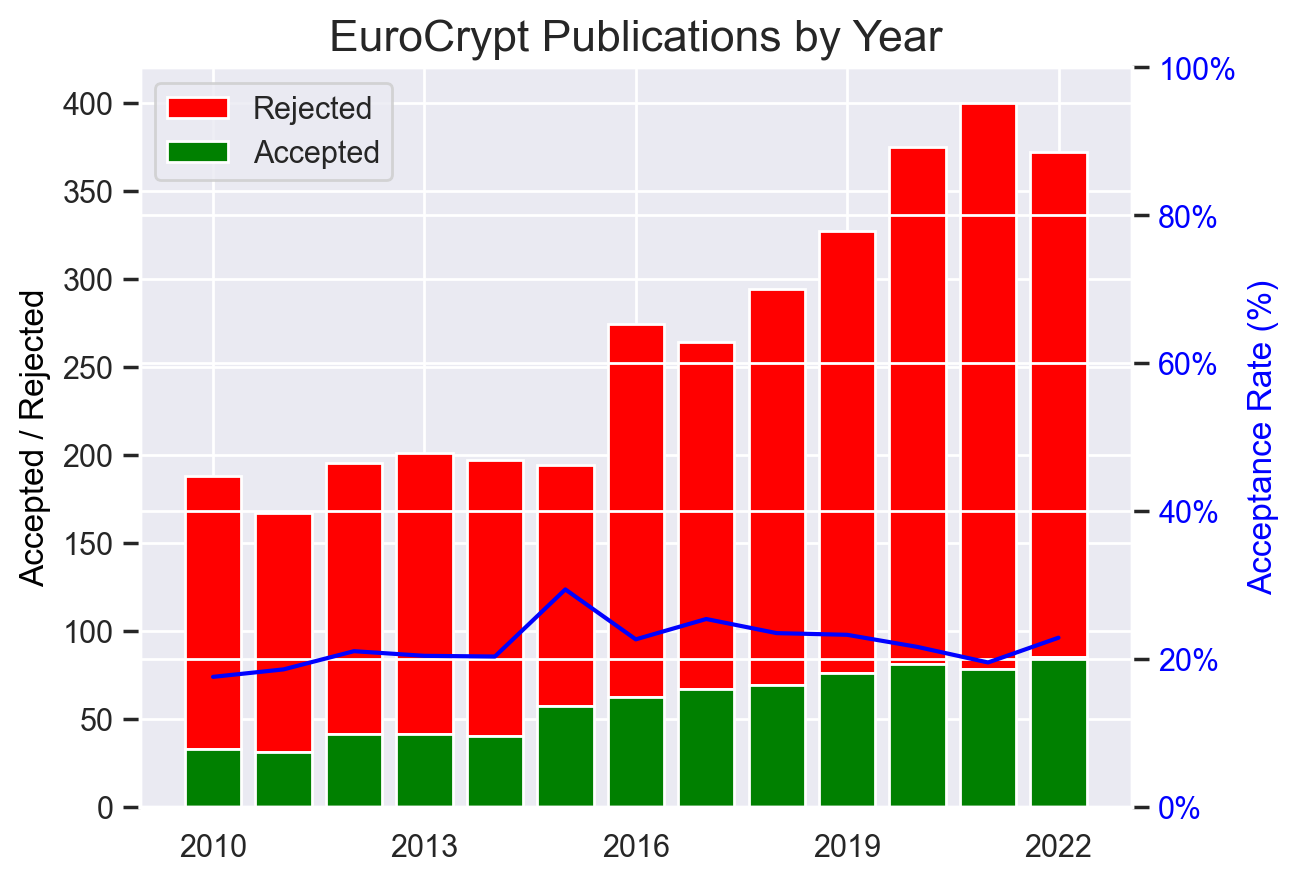 EuroCrypt Publications by Year
Rejected
Accepted
Accepted / Rejected
400
350
300
250
200
150
100
50
0
100%
80%
60%
40%
20%
0%
Acceptance Rate (%)
2010 2013 2016 2019 2022